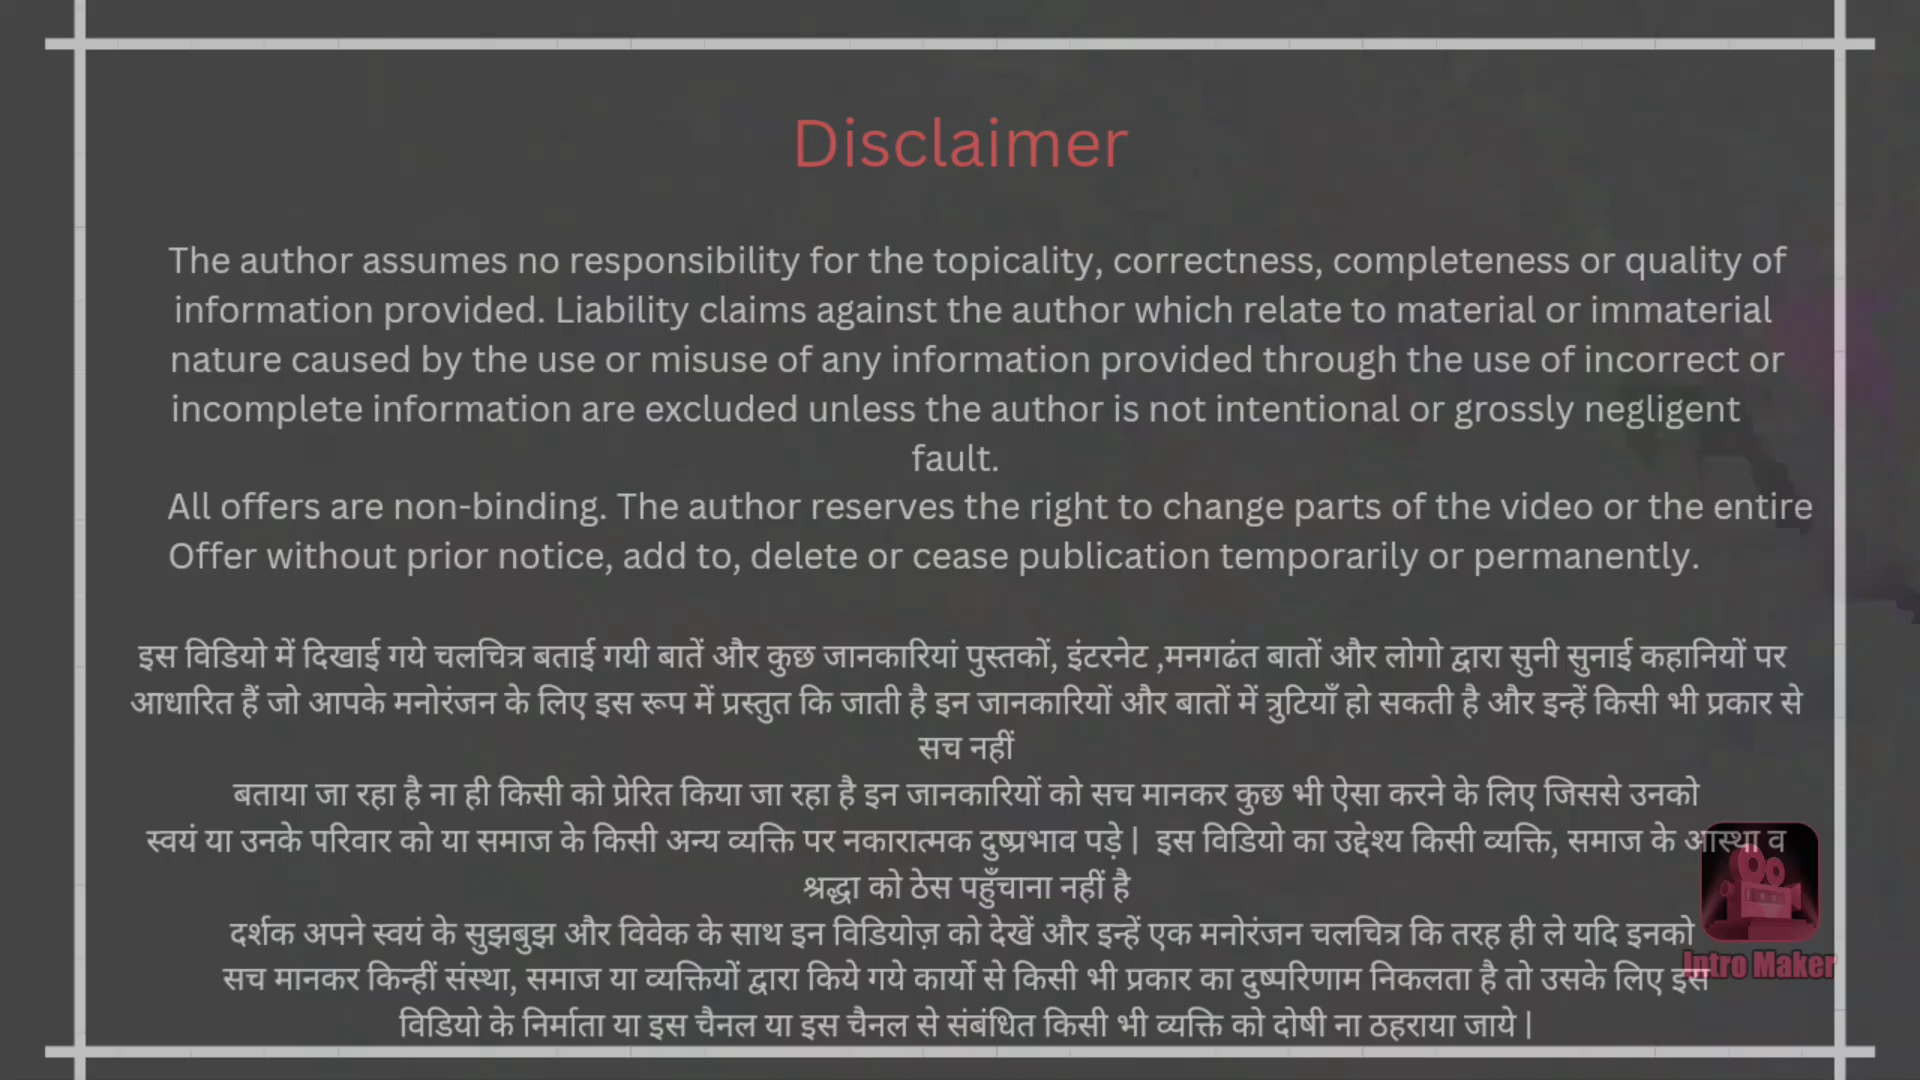 Disclaimer
The author assumes no responsibility for the topicality, correctness, completeness or quality of
information provided. Liability claims against the author which relate to material or immaterial
nature caused by the use or misuse of any information provided through the use of incorrect or
incomplete information are excluded unless the author is not intentional or grossly negligent
fault.
All offers are non-binding. The author reserves the right to change parts of the video or the entire
Offer without prior notice, add to, delete or cease publication temporarily or permanently.
इस विडियो में दिखाई गये चलचित्र बताई गयी बातें और कुछ जानकारियां पुस्तकों, इंटरनेट ,मनगढंत बातों और लोगो द्वारा सुनी सुनाई कहानियों पर
आधारित हैं जो आपके मनोरंजन के लिए इस रूप में प्रस्तुत कि जाती है इन जानकारियों और बातों में त्रुटियाँ हो सकती है और इन्हें किसी भी प्रकार से
सच नहीं
बताया जा रहा है ना ही किसी को प्रेरित किया जा रहा है इन जानकारियों को सच मानकर कुछ भी ऐसा करने के लिए जिससे उनको
स्वयं या उनके परिवार को या समाज के किसी अन्य व्यक्ति पर नकारात्मक दुष्प्रभाव पड़े | इस विडियो का उद्देश्य किसी व्यक्ति, समाज के आस्था व
श्रद्धा को ठेस पहुँचाना नहीं है
दर्शक अपने स्वयं के सुझबुझ और विवेक के साथ इन विडियोज़ को देखें और इन्हें एक मनोरंजन चलचित्र कि तरह ही ले यदि इनको
सच मानकर किन्हीं संस्था, समाज या व्यक्तियों द्वारा किये गये कार्यो से किसी भी प्रकार का दुष्परिणाम निकलता है तो उसके लिए इस
विडियो के निर्माता या इस चैनल या इस चैनल से संबंधित किसी भी व्यक्ति को दोषी ना ठहराया जाये |
Intro Maker